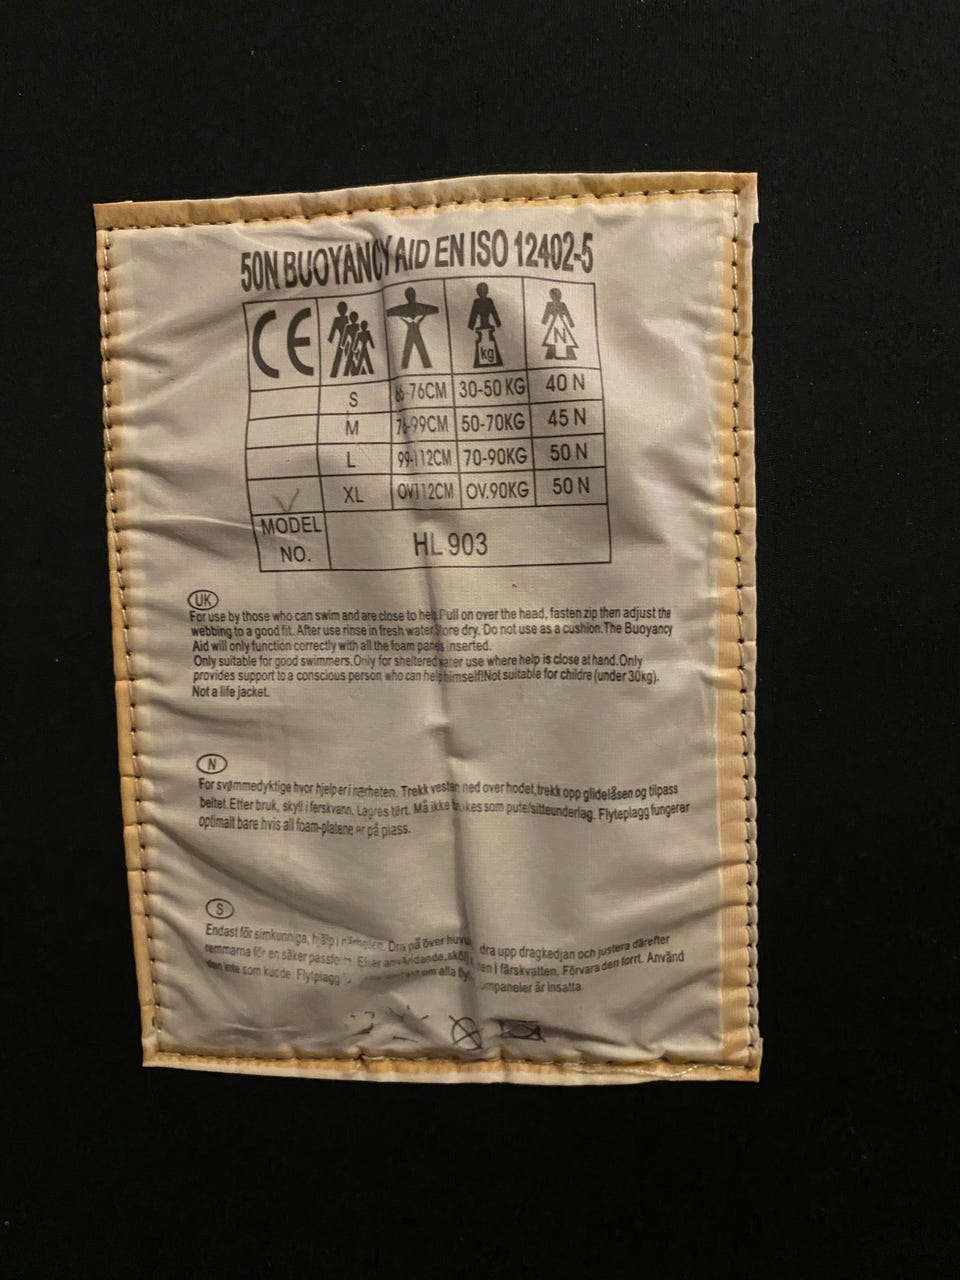 50N BUOYANCY AID EN ISO 12402-5
CE
kg
N
S 66-76CM 30-50 KG 40 N
M 76-99CM 50-70KG 45 N
L 99-112CM 70-90KG 50 N
XL OV112CM OV.90KG 50 N
MODEL NO. HL 903
UK
For use by those who can swim and are close to help Pull on over the head, fasten zip then adjust the
webbing to a good fit. After use rinse in fresh water Store dry. Do not use as a cushion.The Buoyancy
Aid will only function correctly with all the foam panels inserted.
Only suitable for good swimmers.Only for sheltered water use where help is close at hand.Only
provides support to a conscious person who can help himself!Not suitable for childre (under 30kg).
Not a life jacket.
N
For svømmedyktige hvor hjelper i nærheten. Trekk vesten ned over hodet,trekk opp glidelåsen og tilpass
beltet.Etter bruk, skyll i ferskvann. Lagres tørt. Må ikke brukes som pute/sitteunderlag. Flyteplagg fungerer
optimalt bare hvis all foam-platene er på plass.
S
Endast för simkunniga, hjälp i närheten. Dra på över dra upp dragkedjan och justera därefter
remmarna för en säker passform Efter användande, i färskvatten. Förvara den torrt. Använd
den inte som kudde. Flytplagg om alla är insatta.